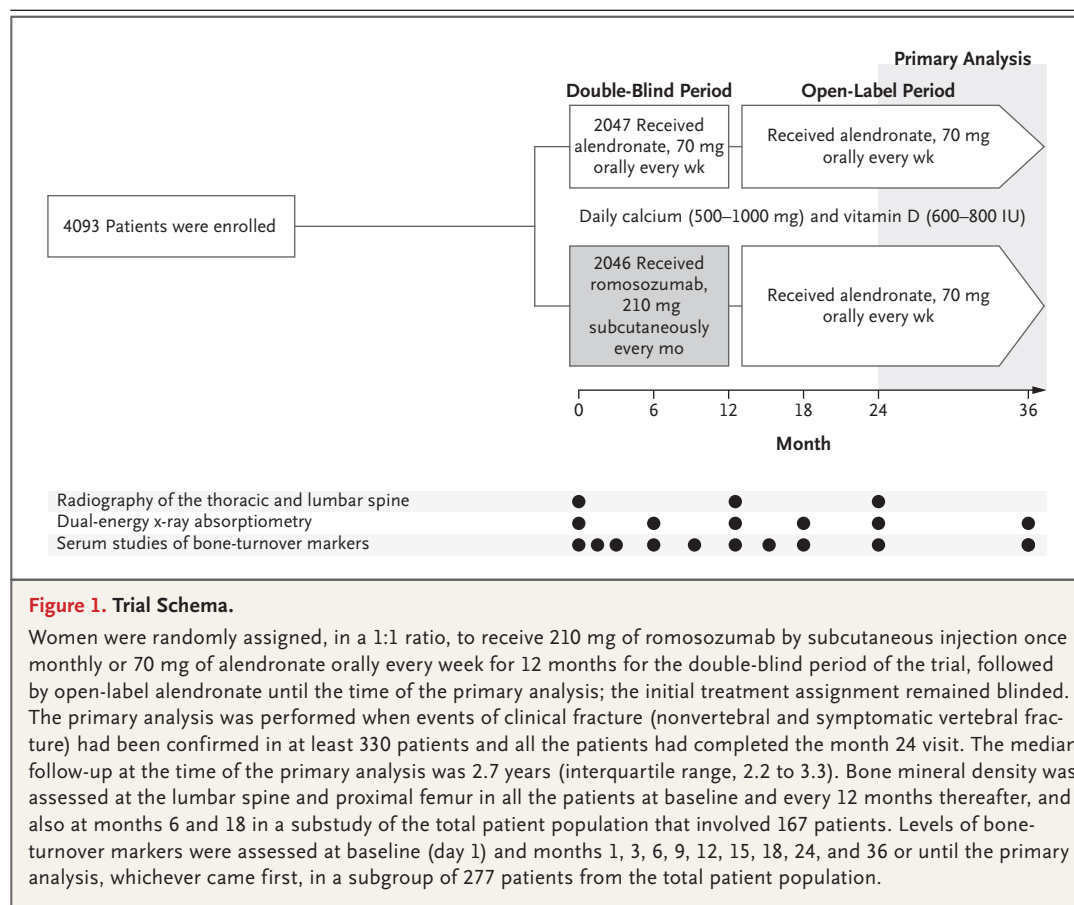 Primary Analysis
Double-Blind Period
Open-Label Period
2047 Received
alendronate, 70 mg
orally every wk
Received alendronate, 70 mg
orally every wk
4093 Patients were enrolled
Daily calcium (500–1000 mg) and vitamin D (600–800 IU)
2046 Received
romosozumab,
210 mg
subcutaneously
every mo
Received alendronate, 70 mg
orally every wk
0 6 12 18 24 36
Month
Radiography of the thoracic and lumbar spine
Dual-energy x-ray absorptiometry
Serum studies of bone-turnover markers
Figure 1. Trial Schema.
Women were randomly assigned, in a 1:1 ratio, to receive 210 mg of romosozumab by subcutaneous injection once
monthly or 70 mg of alendronate orally every week for 12 months for the double-blind period of the trial, followed
by open-label alendronate until the time of the primary analysis; the initial treatment assignment remained blinded.
The primary analysis was performed when events of clinical fracture (nonvertebral and symptomatic vertebral frac-
ture) had been confirmed in at least 330 patients and all the patients had completed the month 24 visit. The median
follow-up at the time of the primary analysis was 2.7 years (interquartile range, 2.2 to 3.3). Bone mineral density was
assessed at the lumbar spine and proximal femur in all the patients at baseline and every 12 months thereafter, and
also at months 6 and 18 in a substudy of the total patient population that involved 167 patients. Levels of bone-
turnover markers were assessed at baseline (day 1) and months 1, 3, 6, 9, 12, 15, 18, 24, and 36 or until the primary
analysis, whichever came first, in a subgroup of 277 patients from the total patient population.